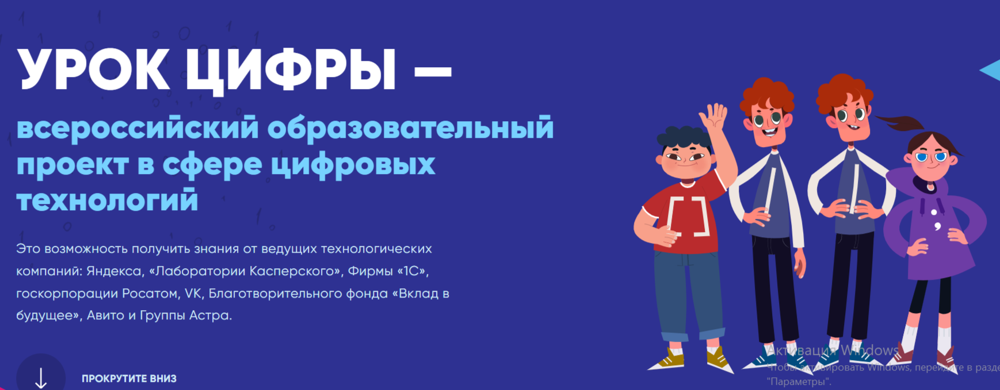 УРОК ЦИФРЫ —
всероссийский образовательный
проект в сфере цифровых
технологий
Это возможность получить знания от ведущих технологических
компаний: Яндекса, «Лаборатории Касперского», Фирмы «1С»,
госкорпорации Росатом, VK, Благотворительного фонда «Вклад в
будущее», Авито и Группы Астра.
ПРОКРУТИТЕ ВНИЗ
Активация Windows
Чтобы активировать Windows, перейдите в разде
"Параметры".